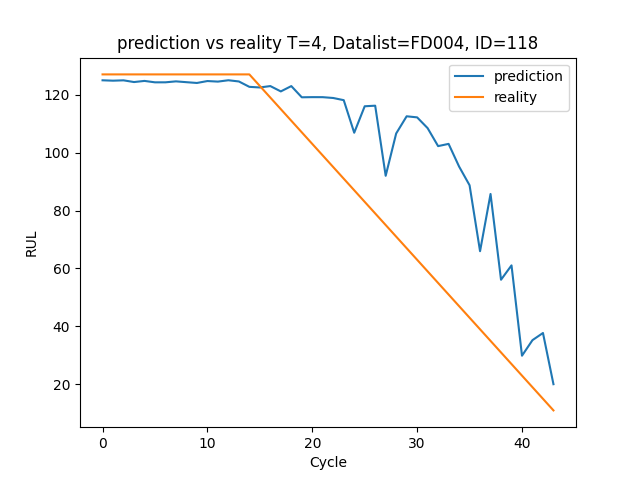 prediction vs reality T=4, Datalist=FD004, ID=118
prediction
reality
120
100
80
60
40
20
RUL
0 10 20 30 40
Cycle